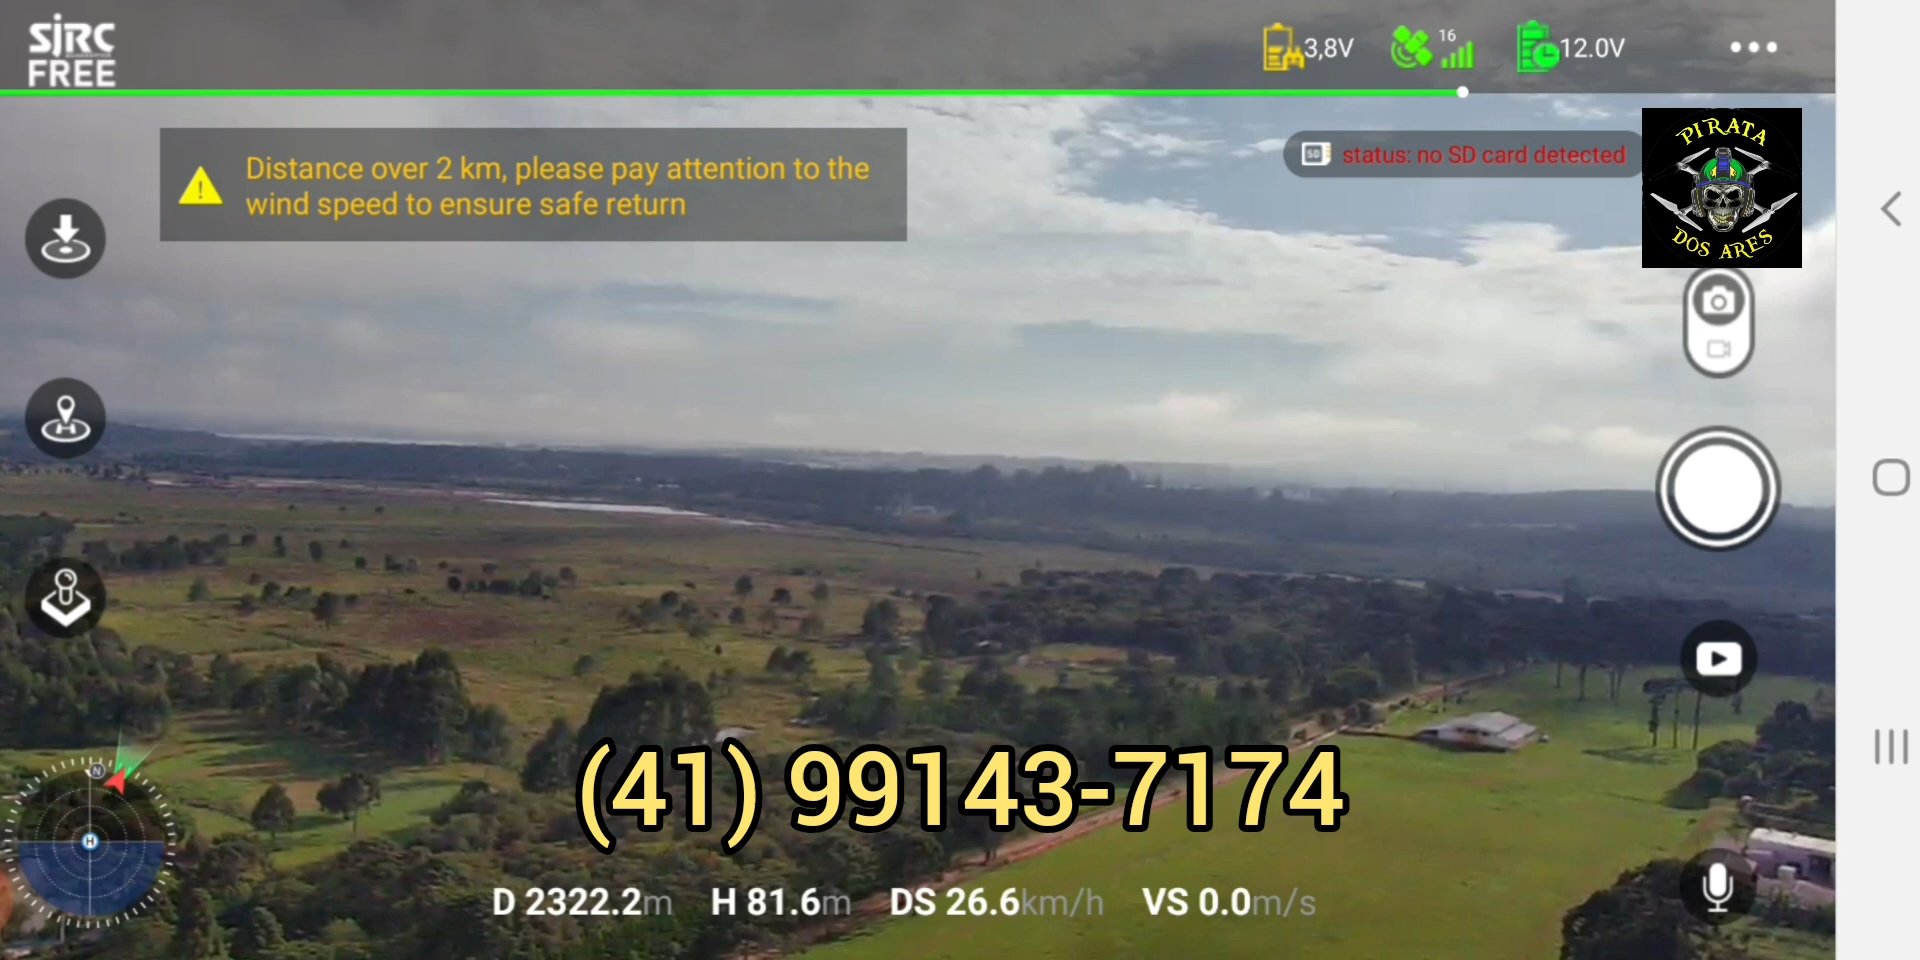 SJRC
FREE
3,8V
16
12.0V
Distance over 2 km, please pay attention to the
wind speed to ensure safe return
SD
status: no SD card detected
PIRATA
DOS ARES
N
H
(41) 99143-7174
D 2322.2m H 81.6m DS 26.6km/h VS 0.0m/s